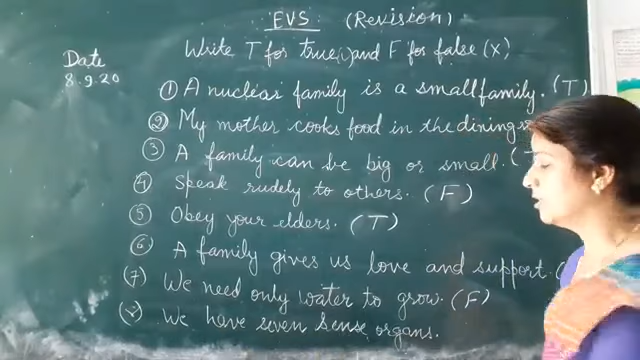 EVS (Revision)
Date
8.9.20
Write T for true(✓) and F for false (x)
① A nuclear family is a small family. (T)
② My mother cooks food in the dining
③ A family can be big or small. (
④ Speak rudely to others. (F)
⑤ Obey your elders. (T)
⑥ A family gives us love and support. (
(7) We need only water to grow. (F)
We have seven sense organs.